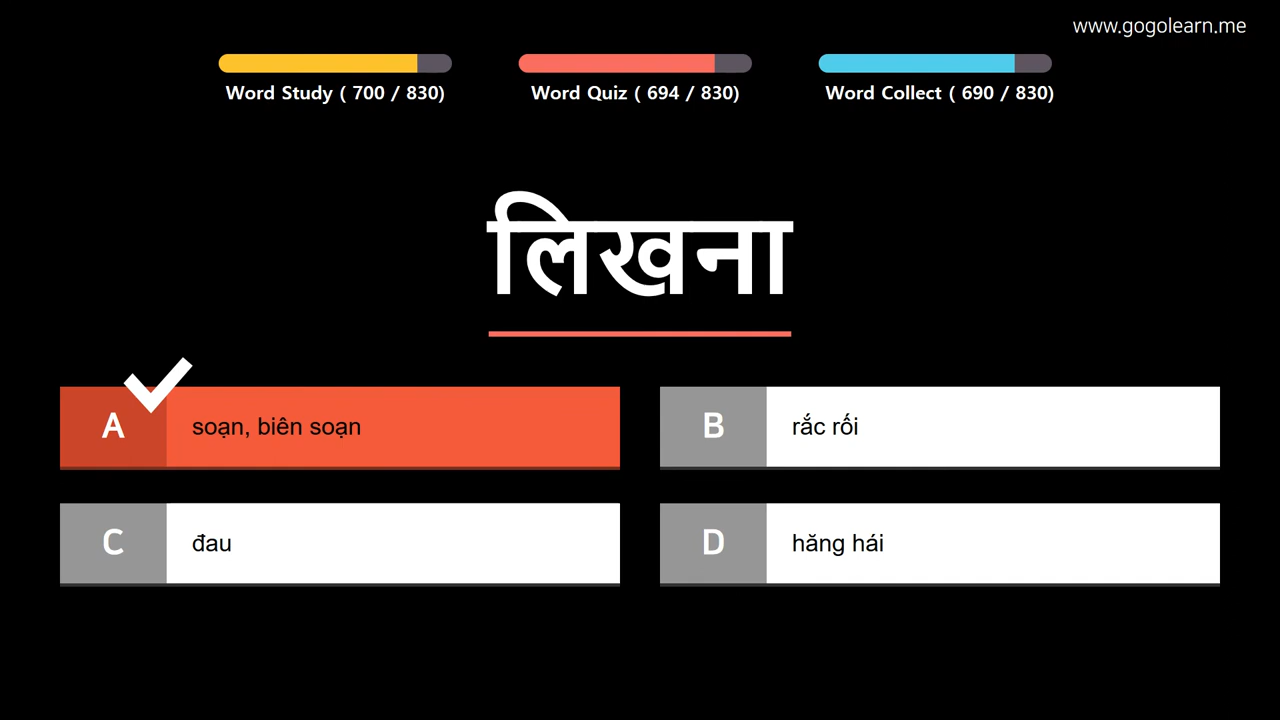 www.gogolearn.me
Word Study ( 700 / 830)
Word Quiz ( 694 / 830)
Word Collect ( 690 / 830)
लिखना
A
soạn, biên soạn
B
rắc rối
C
đau
D
hăng hái